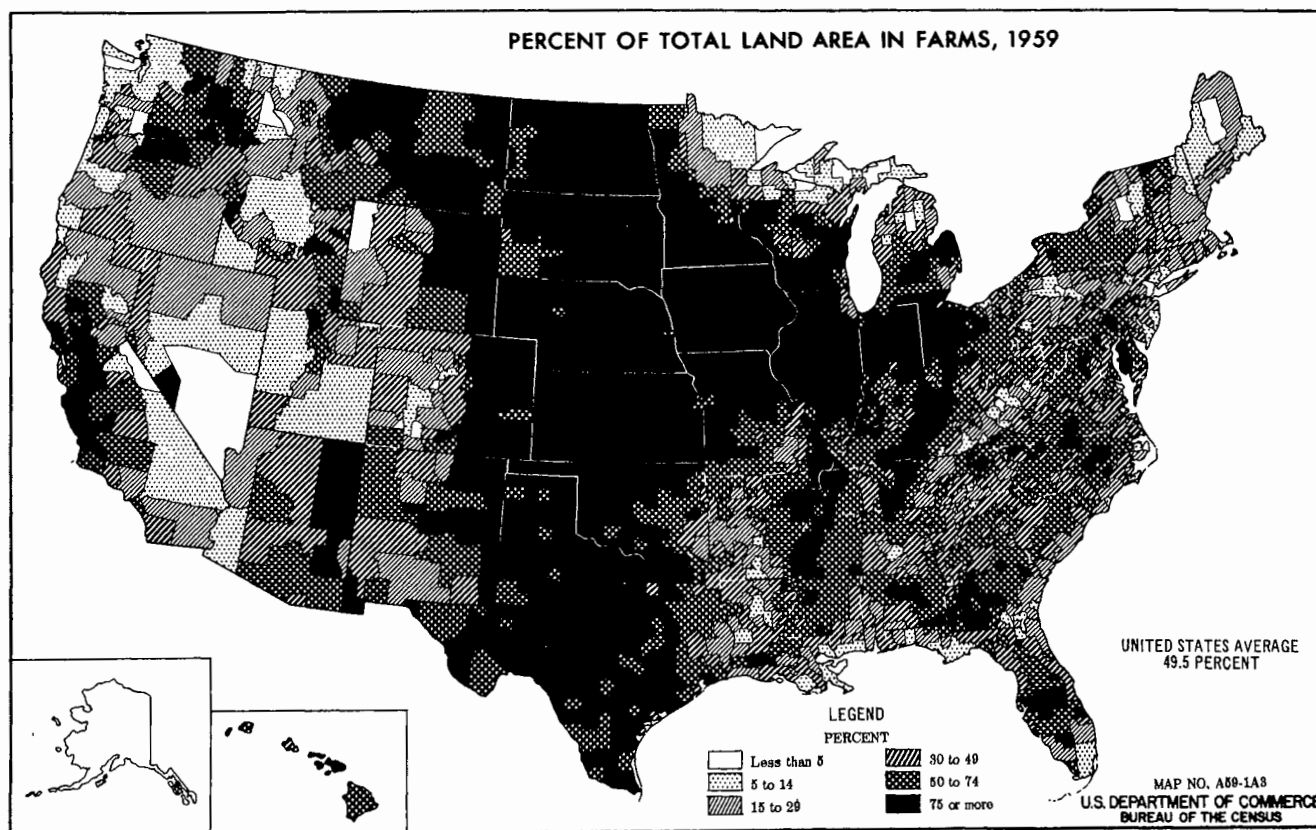 PERCENT OF TOTAL LAND AREA IN FARMS, 1959
UNITED STATES AVERAGE
49.5 PERCENT
LEGEND
PERCENT
Less than 5
5 to 14
15 to 29
30 to 49
50 to 74
75 or more
MAP NO. A59-1A3
U.S. DEPARTMENT OF COMMERCE
BUREAU OF THE CENSUS